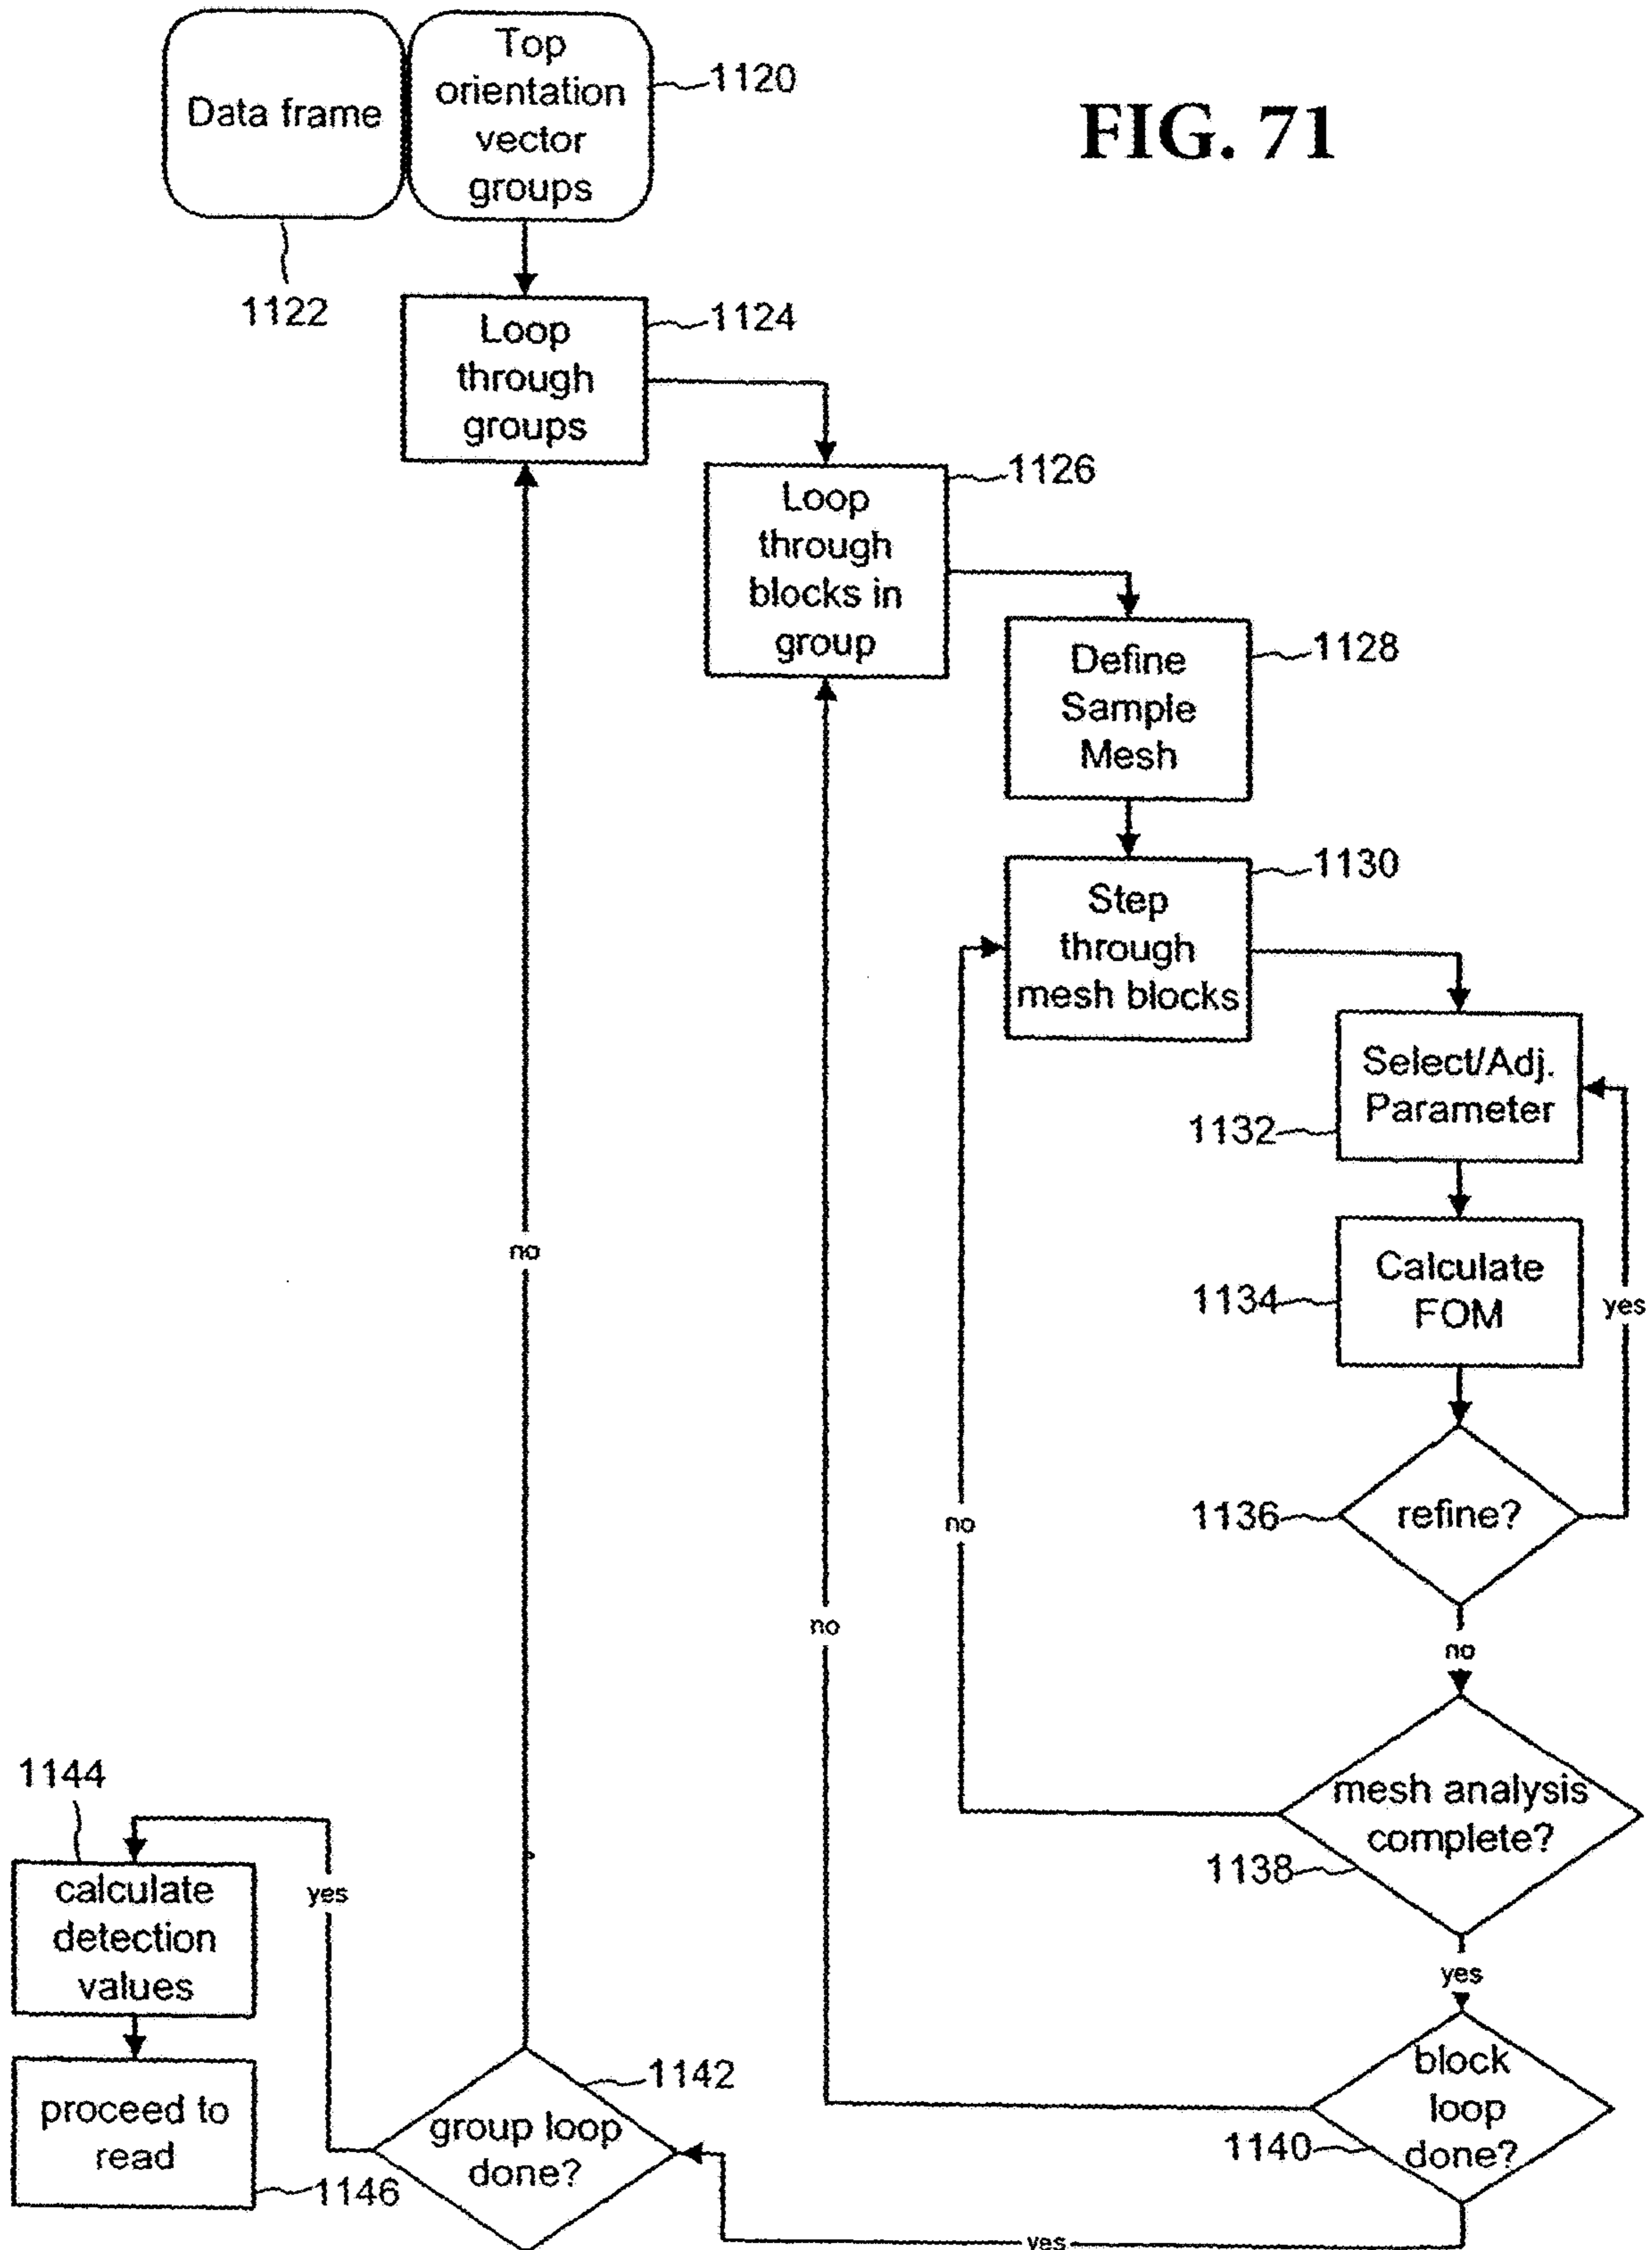 FIG. 71
Data frame
1122
Top
orientation
vector
groups
1120
Loop
through
groups
1124
Loop
through
blocks in
group
1126
Define
Sample
Mesh
1128
Step
through
mesh blocks
1130
Select/Adj.
Parameter
1132
Calculate
FOM
1134
yes
refine?
1136
no
mesh analysis
complete?
1138
no
yes
block
loop
done?
1140
no
yes
group loop
done?
1142
no
yes
calculate
detection
values
1144
proceed to
read
1146